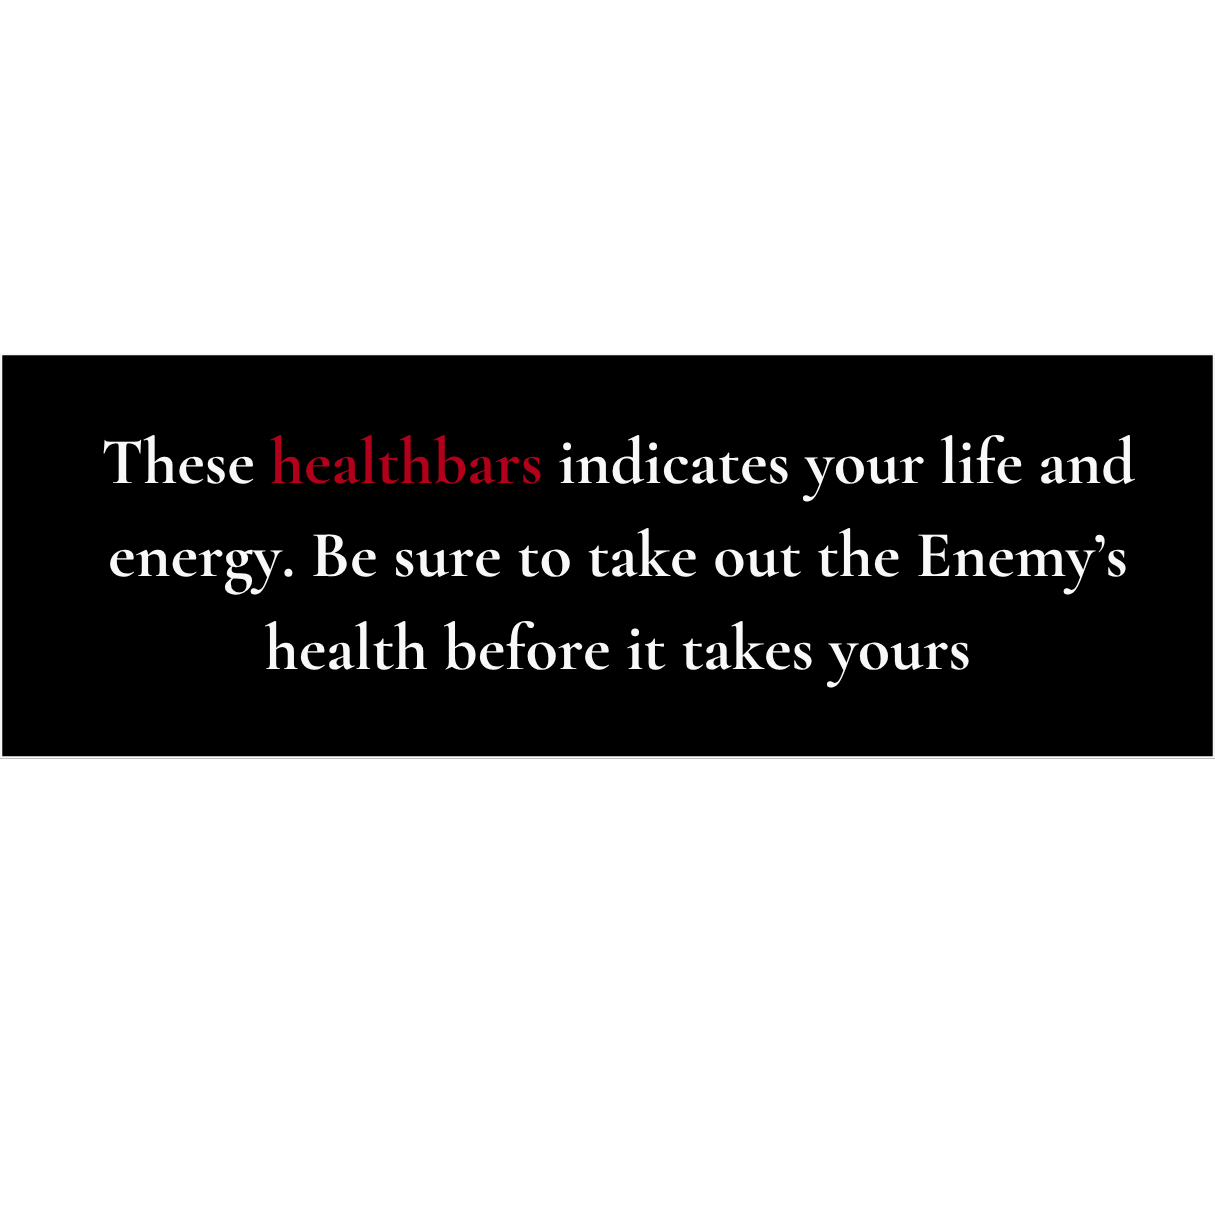 These healthbars indicates your life and
energy. Be sure to take out the Enemy’s
health before it takes yours